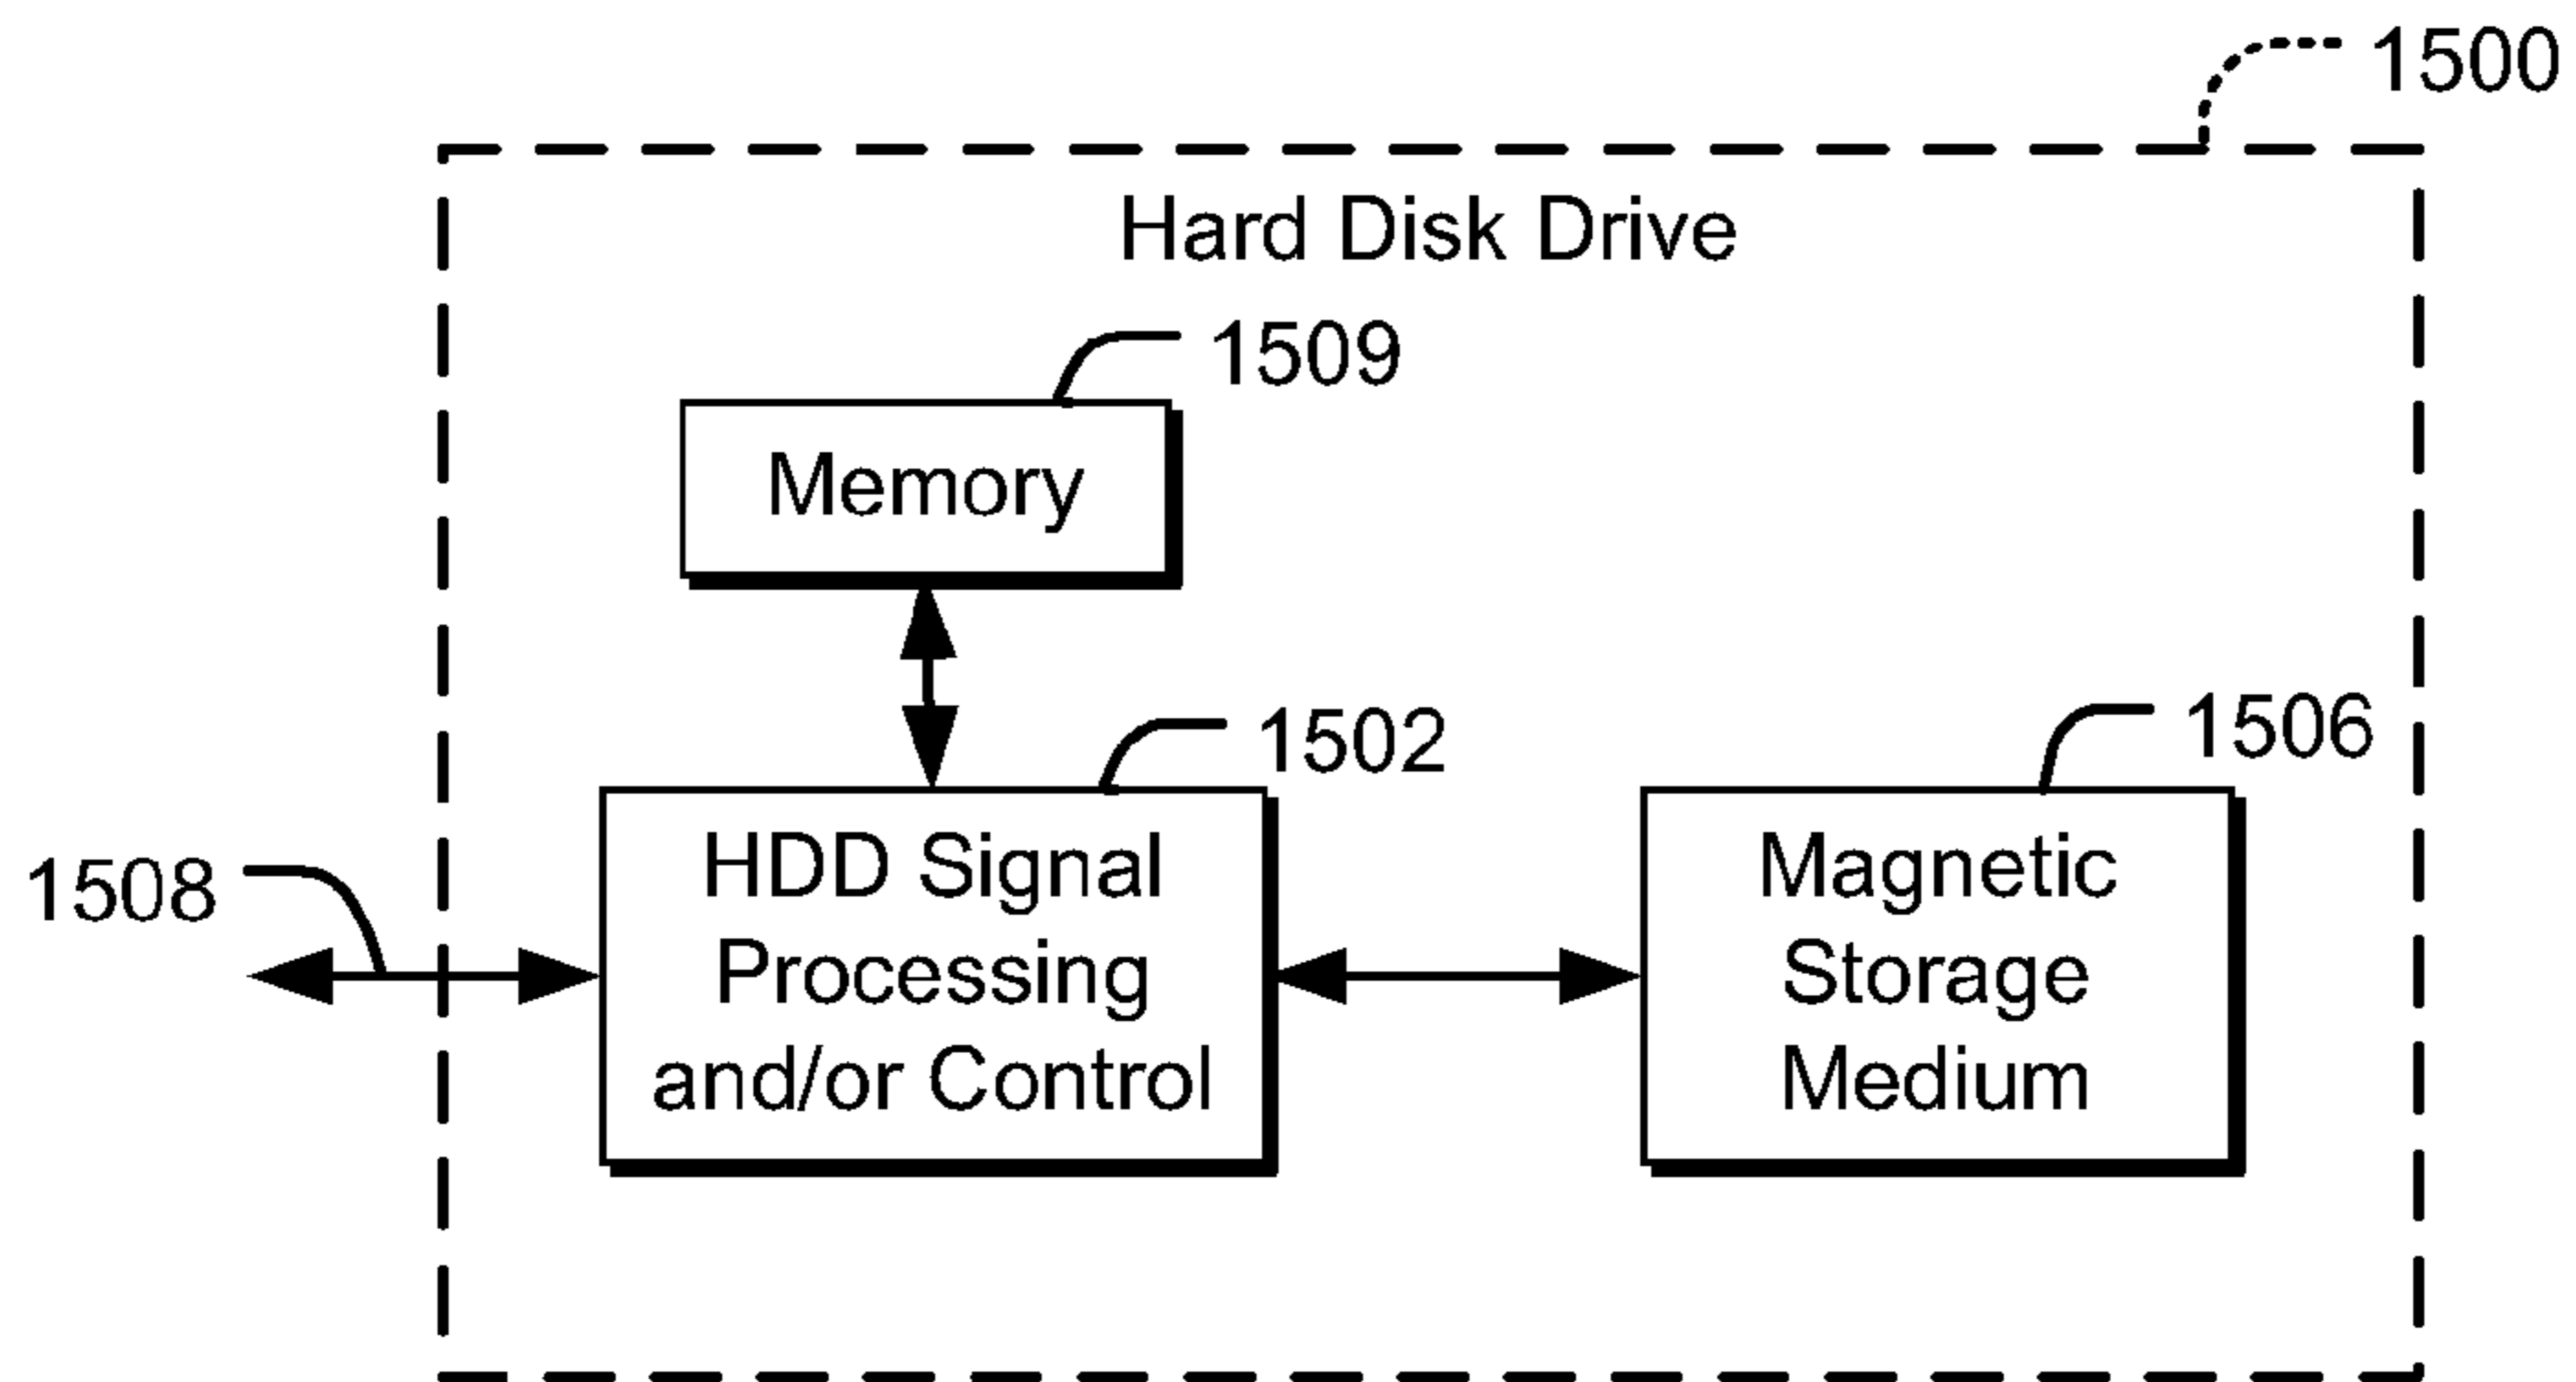 1500
Hard Disk Drive
1509
Memory
1502
1506
1508
HDD Signal
Processing
and/or Control
Magnetic
Storage
Medium